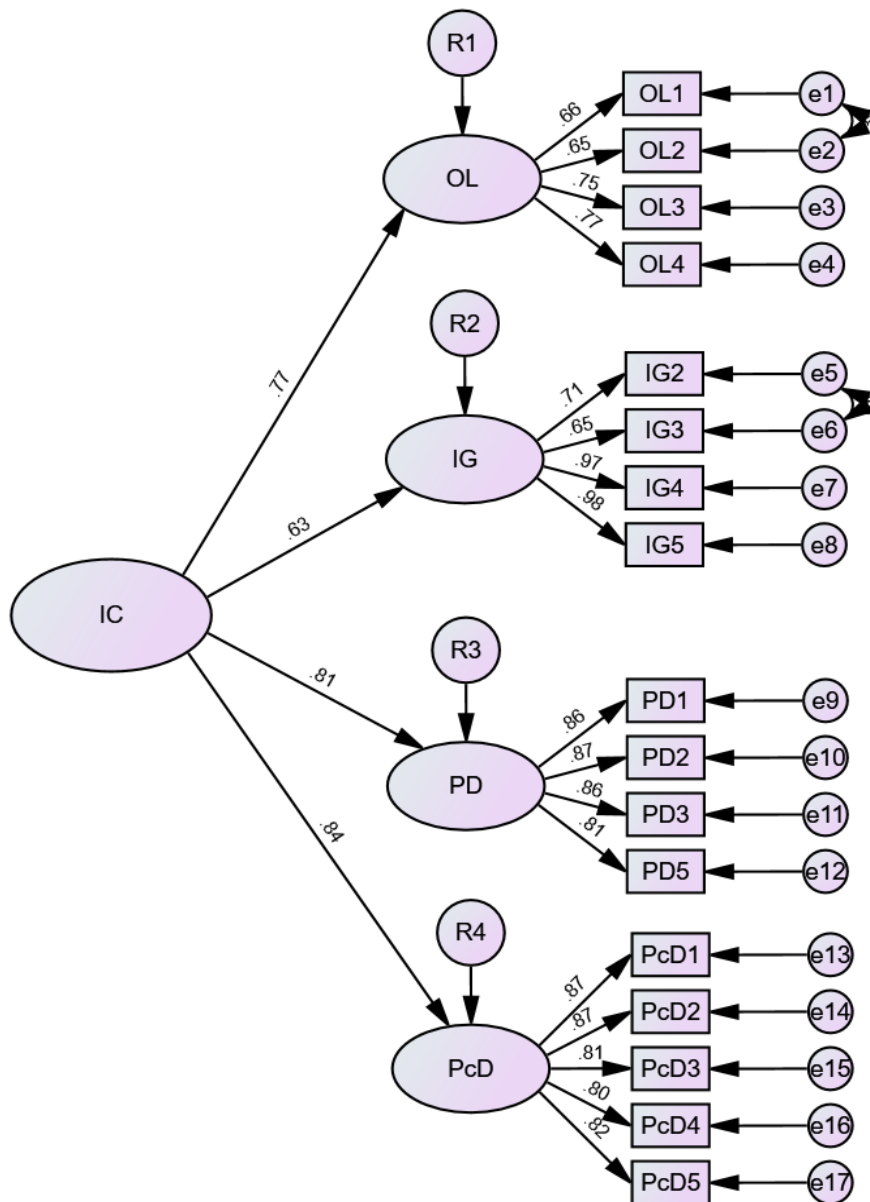 R1
OL
.66
.65
.75
.77
OL1
OL2
OL3
OL4
e1
e2
e3
e4
R2
IG
.71
.65
.97
.98
IG2
IG3
IG4
IG5
e5
e6
e7
e8
IC
.77
.63
.81
.84
R3
PD
.86
.87
.86
.81
PD1
PD2
PD3
PD5
e9
e10
e11
e12
R4
PcD
.87
.87
.81
.80
.82
PcD1
PcD2
PcD3
PcD4
PcD5
e13
e14
e15
e16
e17